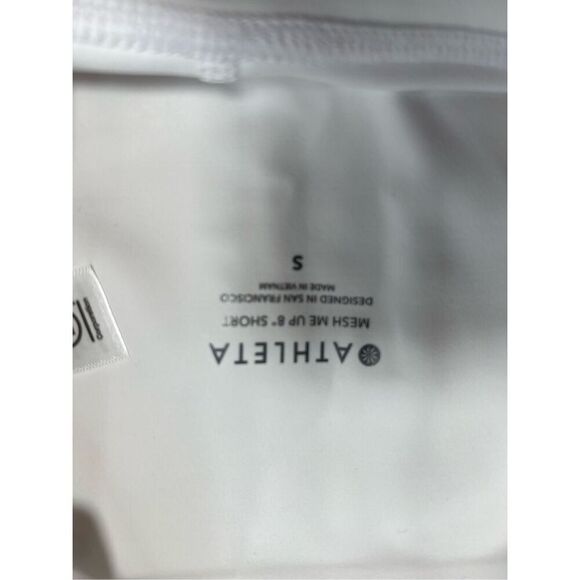 ATHLETA
MESH ME UP 8" SHORT
DESIGNED IN SAN FRANCISCO
MADE IN VIETNAM
S